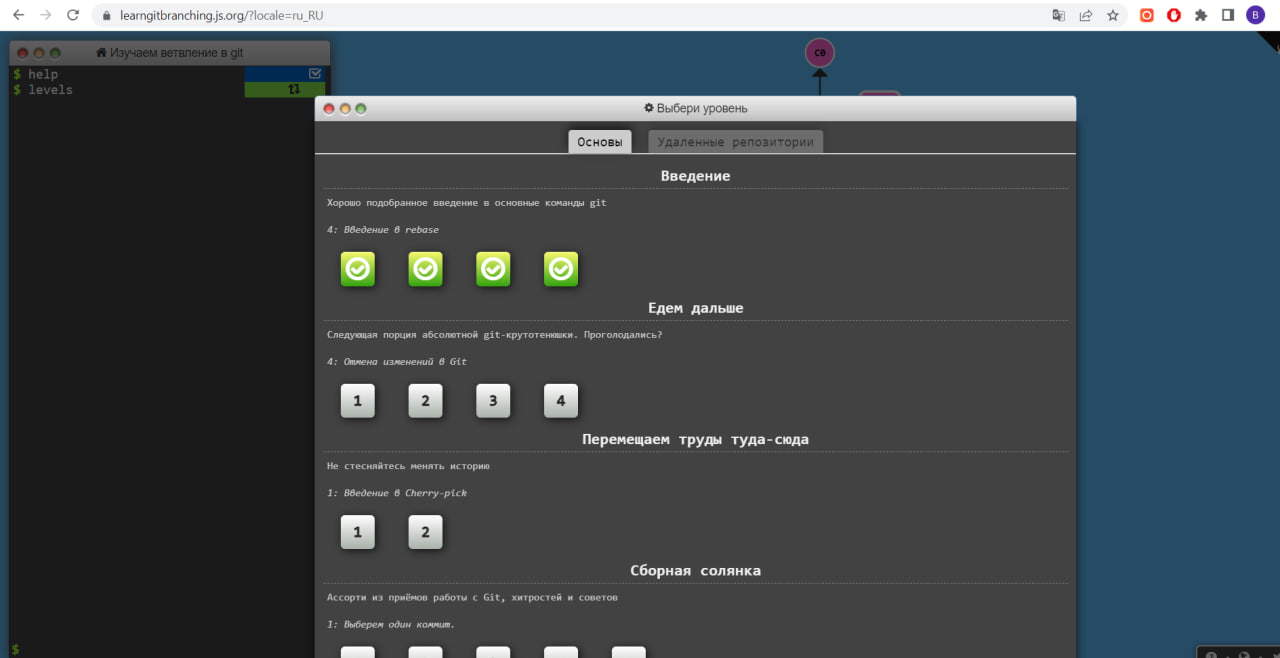 learngitbranching.js.org/?locale=ru_RU
B
Изучаем ветвление в git
$ help
$ levels
c0
Выбери уровень
Основы
Удаленные репозитории
Введение
Хорошо подобранное введение в основные команды git
4: Введение в rebase
Едем дальше
Следующая порция абсолютной git-крутотенюшки. Проголодались?
4: Отмена изменений в Git
1 2 3 4
Перемещаем труды туда-сюда
Не стесняйтесь менять историю
1: Введение в Cherry-pick
1 2
Сборная солянка
Ассорти из приёмов работы с Git, хитростей и советов
1: Выберем один коммит.
$